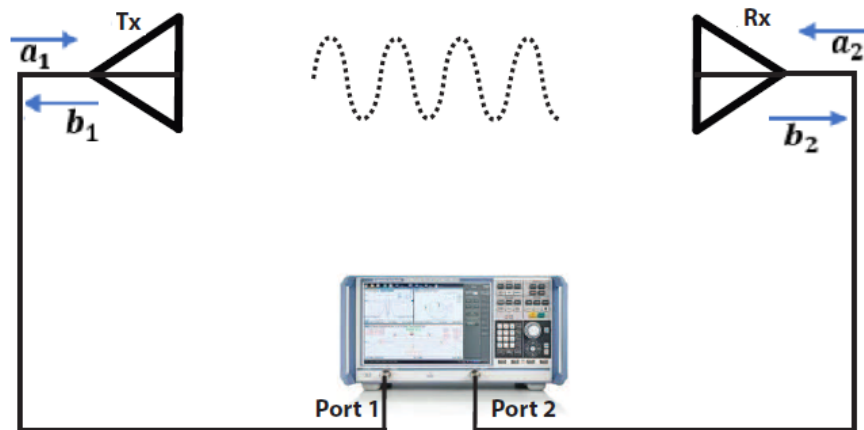 Tx
Rx
a₁
a₂
b₁
b₂
Port 1
Port 2